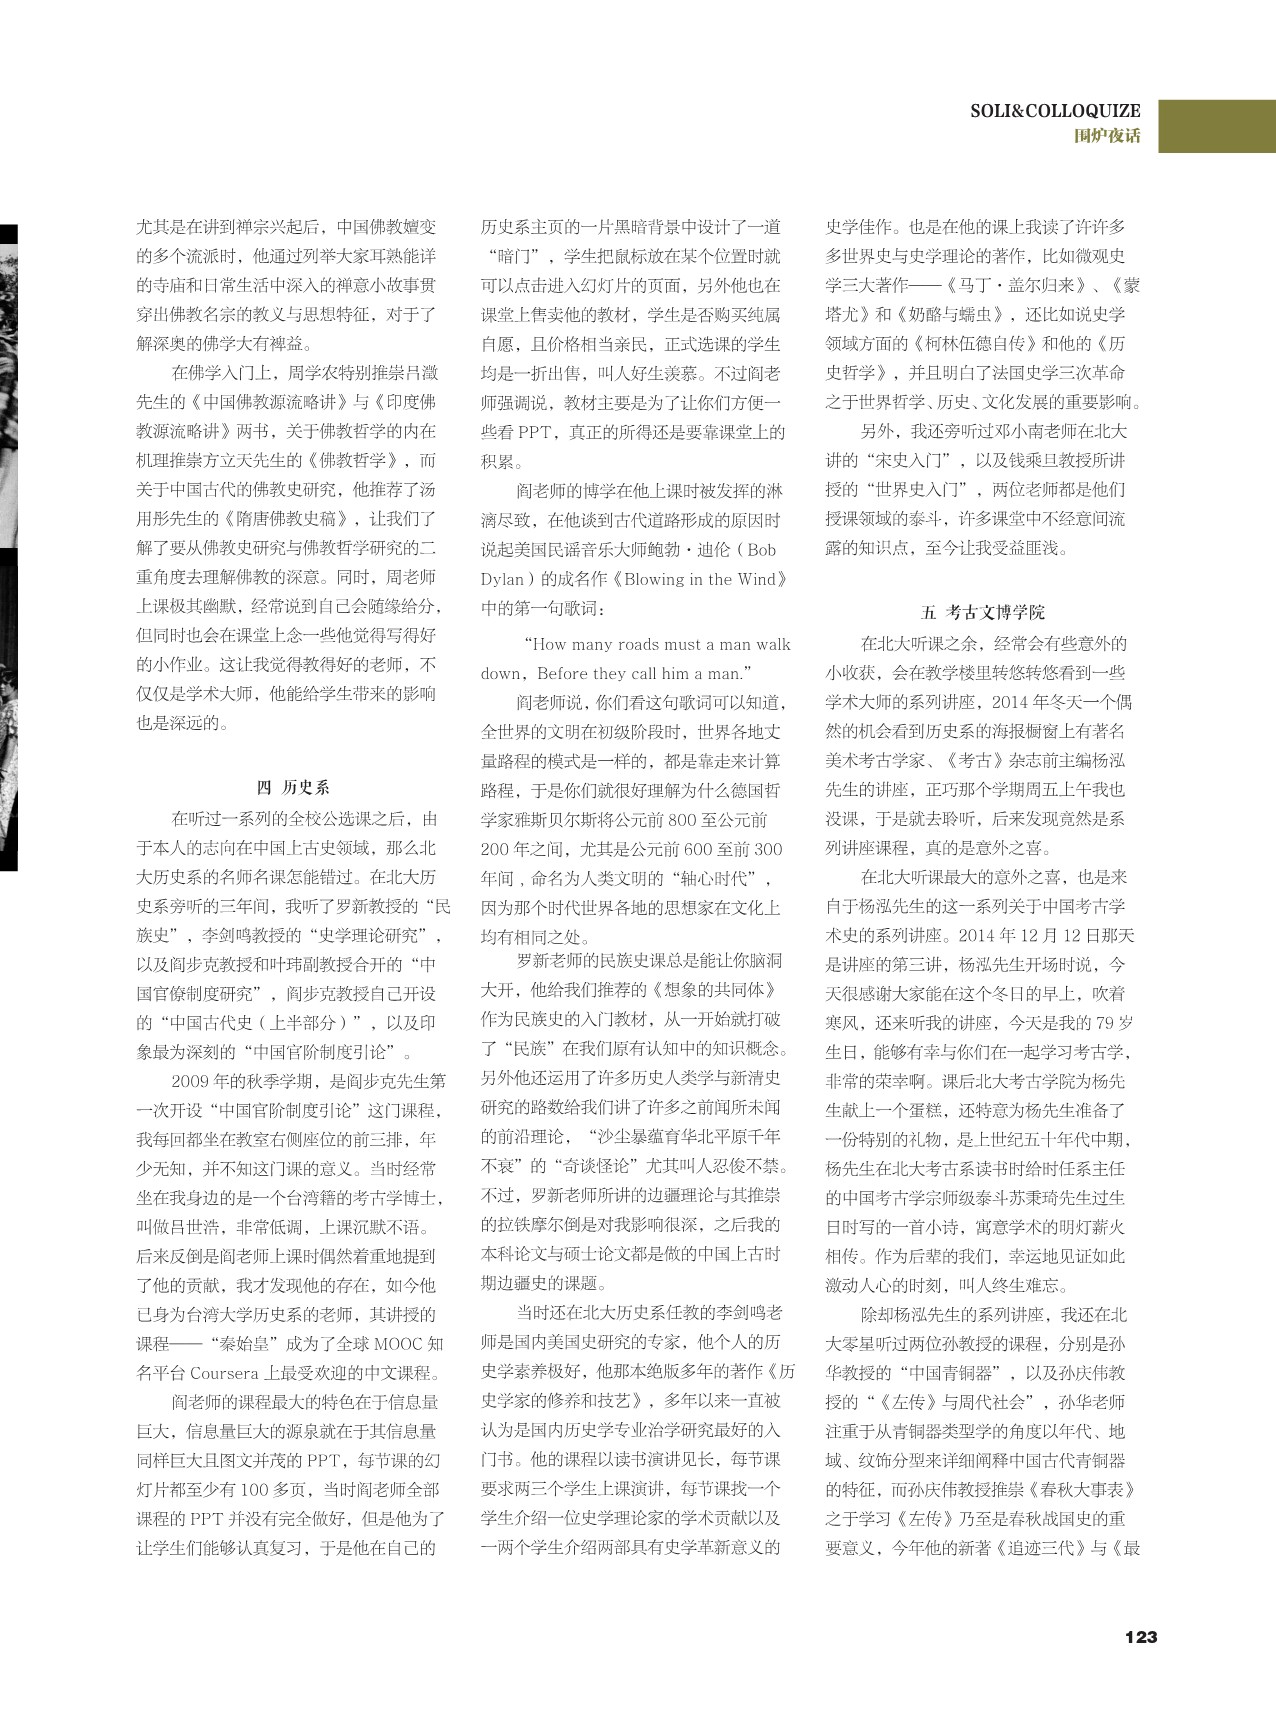 SOLI&COLLOQUIZE
围炉夜话
尤其是在讲到禅宗兴起后，中国佛教嬗变
的多个流派时，他通过列举大家耳熟能详
的寺庙和日常生活中深入的禅意小故事贯
穿出佛教名宗的教义与思想特征，对于了
解深奥的佛学大有裨益。
在佛学入门上，周学农特别推崇吕澂
先生的《中国佛教源流略讲》与《印度佛
教源流略讲》两书，关于佛教哲学的内在
机理推崇方立天先生的《佛教哲学》，而
关于中国古代的佛教史研究，他推荐了汤
用彤先生的《隋唐佛教史稿》，让我们了
解了要从佛教史研究与佛教哲学研究的二
重角度去理解佛教的深意。同时，周老师
上课极其幽默，经常说到自己会随缘给分，
但同时也会在课堂上念一些他觉得写得好
的小作业。这让我觉得教得好的老师，不
仅仅是学术大师，他能给学生带来的影响
也是深远的。
四 历史系
在听过一系列的全校公选课之后，由
于本人的志向在中国上古史领域，那么北
大历史系的名师名课怎能错过。在北大历
史系旁听的三年间，我听了罗新教授的“民
族史”，李剑鸣教授的“史学理论研究”，
以及阎步克教授和叶玮副教授合开的“中
国官僚制度研究”，阎步克教授自己开设
的“中国古代史（上半部分）”，以及印
象最为深刻的“中国官阶制度引论”。
2009 年的秋季学期，是阎步克先生第
一次开设“中国官阶制度引论”这门课程，
我每回都坐在教室右侧座位的前三排，年
少无知，并不知这门课的意义。当时经常
坐在我身边的是一个台湾籍的考古学博士，
叫做吕世浩，非常低调，上课沉默不语。
后来反倒是阎老师上课时偶然着重地提到
了他的贡献，我才发现他的存在，如今他
已身为台湾大学历史系的老师，其讲授的
课程——“秦始皇”成为了全球 MOOC 知
名平台 Coursera 上最受欢迎的中文课程。
阎老师的课程最大的特色在于信息量
巨大，信息量巨大的源泉就在于其信息量
同样巨大且图文并茂的 PPT，每节课的幻
灯片都至少有 100 多页，当时阎老师全部
课程的 PPT 并没有完全做好，但是他为了
让学生们能够认真复习，于是他在自己的
历史系主页的一片黑暗背景中设计了一道
“暗门”，学生把鼠标放在某个位置时就
可以点击进入幻灯片的页面，另外他也在
课堂上售卖他的教材，学生是否购买纯属
自愿，且价格相当亲民，正式选课的学生
均是一折出售，叫人好生羡慕。不过阎老
师强调说，教材主要是为了让你们方便一
些看 PPT，真正的所得还是要靠课堂上的
积累。
阎老师的博学在他上课时被发挥的淋
漓尽致，在他谈到古代道路形成的原因时
说起美国民谣音乐大师鲍勃·迪伦（Bob
Dylan）的成名作《Blowing in the Wind》
中的第一句歌词：
“How many roads must a man walk
down，Before they call him a man.”
阎老师说，你们看这句歌词可以知道，
全世界的文明在初级阶段时，世界各地丈
量路程的模式是一样的，都是靠走来计算
路程，于是你们就很好理解为什么德国哲
学家雅斯贝尔斯将公元前 800 至公元前
200 年之间，尤其是公元前 600 至前 300
年间，命名为人类文明的“轴心时代”，
因为那个时代世界各地的思想家在文化上
均有相同之处。
罗新老师的民族史课总是能让你脑洞
大开，他给我们推荐的《想象的共同体》
作为民族史的入门教材，从一开始就打破
了“民族”在我们原有认知中的知识概念。
另外他还运用了许多历史人类学与新清史
研究的路数给我们讲了许多之前闻所未闻
的前沿理论，“沙尘暴蕴育华北平原千年
不衰”的“奇谈怪论”尤其叫人忍俊不禁。
不过，罗新老师所讲的边疆理论与其推崇
的拉铁摩尔倒是对我影响很深，之后我的
本科论文与硕士论文都是做的中国上古时
期边疆史的课题。
当时还在北大历史系任教的李剑鸣老
师是国内美国史研究的专家，他个人的历
史学素养极好，他那本绝版多年的著作《历
史学家的修养和技艺》，多年以来一直被
认为是国内历史学专业治学研究最好的入
门书。他的课程以读书演讲见长，每节课
要求两三个学生上课演讲，每节课找一个
学生介绍一位史学理论家的学术贡献以及
一两个学生介绍两部具有史学革新意义的
史学佳作。也是在他的课上我读了许许多
多世界史与史学理论的著作，比如微观史
学三大著作——《马丁·盖尔归来》、《蒙
塔尤》和《奶酪与蠕虫》，还比如说史学
领域方面的《柯林伍德自传》和他的《历
史哲学》，并且明白了法国史学三次革命
之于世界哲学、历史、文化发展的重要影响。
另外，我还旁听过邓小南老师在北大
讲的“宋史入门”，以及钱乘旦教授所讲
授的“世界史入门”，两位老师都是他们
授课领域的泰斗，许多课堂中不经意间流
露的知识点，至今让我受益匪浅。
五 考古文博学院
在北大听课之余，经常会有些意外的
小收获，会在教学楼里转悠转悠看到一些
学术大师的系列讲座，2014 年冬天一个偶
然的机会看到历史系的海报橱窗上有著名
美术考古学家、《考古》杂志前主编杨泓
先生的讲座，正巧那个学期周五上午我也
没课，于是就去聆听，后来发现竟然是系
列讲座课程，真的是意外之喜。
在北大听课最大的意外之喜，也是来
自于杨泓先生的这一系列关于中国考古学
术史的系列讲座。2014 年 12 月 12 日那天
是讲座的第三讲，杨泓先生开场时说，今
天很感谢大家能在这个冬日的早上，吹着
寒风，还来听我的讲座，今天是我的 79 岁
生日，能够有幸与你们在一起学习考古学，
非常的荣幸啊。课后北大考古学院为杨先
生献上一个蛋糕，还特意为杨先生准备了
一份特别的礼物，是上世纪五十年代中期，
杨先生在北大考古系读书时给时任系主任
的中国考古学宗师级泰斗苏秉琦先生过生
日时写的一首小诗，寓意学术的明灯薪火
相传。作为后辈的我们，幸运地见证如此
激动人心的时刻，叫人终生难忘。
除却杨泓先生的系列讲座，我还在北
大零星听过两位孙教授的课程，分别是孙
华教授的“中国青铜器”，以及孙庆伟教
授的“《左传》与周代社会”，孙华老师
注重于从青铜器类型学的角度以年代、地
域、纹饰分型来详细阐释中国古代青铜器
的特征，而孙庆伟教授推崇《春秋大事表》
之于学习《左传》乃至是春秋战国史的重
要意义，今年他的新著《追迹三代》与《最
123